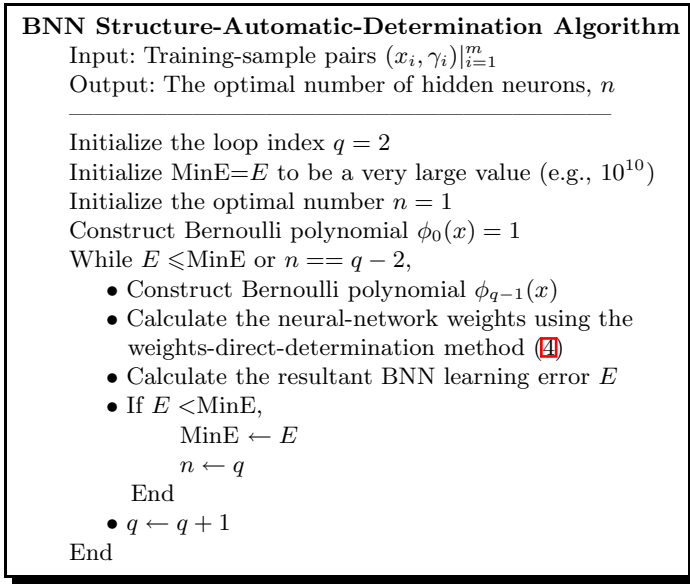 BNN Structure-Automatic-Determination Algorithm
Input: Training-sample pairs (x_i, γ_i)|_{i=1}^m
Output: The optimal number of hidden neurons, n
Initialize the loop index q = 2
Initialize MinE=E to be a very large value (e.g., 10^{10})
Initialize the optimal number n = 1
Construct Bernoulli polynomial ϕ_0(x) = 1
While E ⩽MinE or n == q − 2,
• Construct Bernoulli polynomial ϕ_{q−1}(x)
• Calculate the neural-network weights using the
weights-direct-determination method (4)
• Calculate the resultant BNN learning error E
• If E <MinE,
MinE ← E
n ← q
End
• q ← q + 1
End